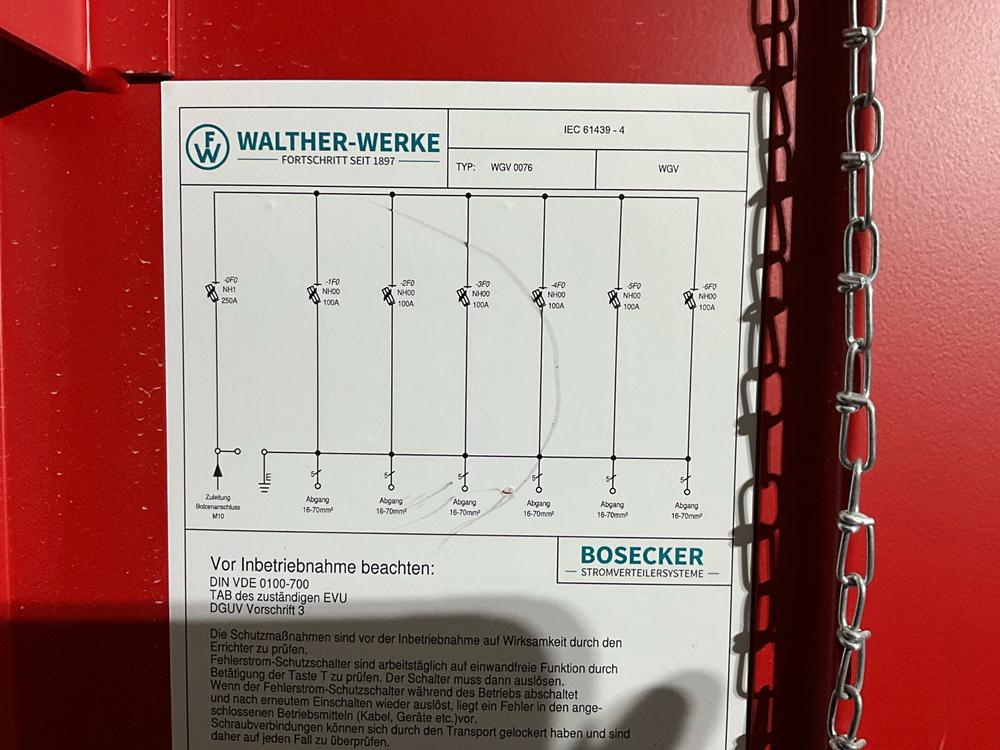 FW WALTHER-WERKE
FORTSCHRITT SEIT 1897
IEC 61439 - 4
TYP: WGV 0076
WGV
-0F0
NH1
250A
-1F0
NH00
100A
-2F0
NH00
100A
-3F0
NH00
100A
-4F0
NH00
100A
-5F0
NH00
100A
-6F0
NH00
100A
E
5
5
5
5
5
5
Zuleitung
Bolzenanschluss
M10
Abgang
16-70mm²
Abgang
16-70mm²
Abgang
16-70mm²
Abgang
16-70mm²
Abgang
16-70mm²
Abgang
16-70mm²
BOSECKER
STROMVERTEILERSYSTEME
Vor Inbetriebnahme beachten:
DIN VDE 0100-700
TAB des zuständigen EVU
DGUV Vorschrift 3
Die Schutzmaßnahmen sind vor der Inbetriebnahme auf Wirksamkeit durch den
Errichter zu prüfen.
Fehlerstrom-Schutzschalter sind arbeitstäglich auf einwandfreie Funktion durch
Betätigung der Taste T zu prüfen. Der Schalter muss dann auslösen.
Wenn der Fehlerstrom-Schutzschalter während des Betriebs abschaltet
und nach erneutem Einschalten wieder auslöst, liegt ein Fehler in den ange-
schlossenen Betriebsmitteln (Kabel, Geräte etc.)vor.
Schraubverbindungen können sich durch den Transport gelockert haben und sind
daher auf jeden Fall zu überprüfen.